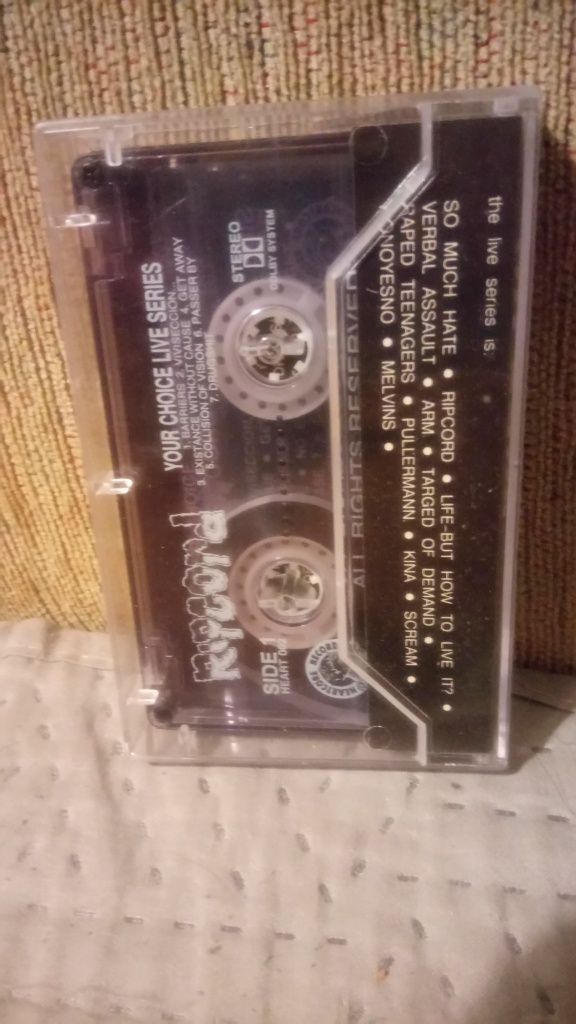 the live series is:
SO MUCH HATE • RIPCORD • LIFE-BUT HOW TO LIVE IT? •
VERBAL ASSAULT • ARM • TARGED OF DEMAND •
RAPED TEENAGERS • PULLERMANN • KINA • SCREAM •
NOYESNO • MELVINS •
ALL RIGHTS RESERVED
STEREO
DOLBY SYSTEM
YOUR CHOICE LIVE SERIES
1. BARRIERS 2. VIVISECCION...
3. EXISTANCE WITHOUT CAUSE 4. GET AWAY
5. COLLISION OF VISION 6. PASSER BY
RIPCORD
SIDE 1
HEART